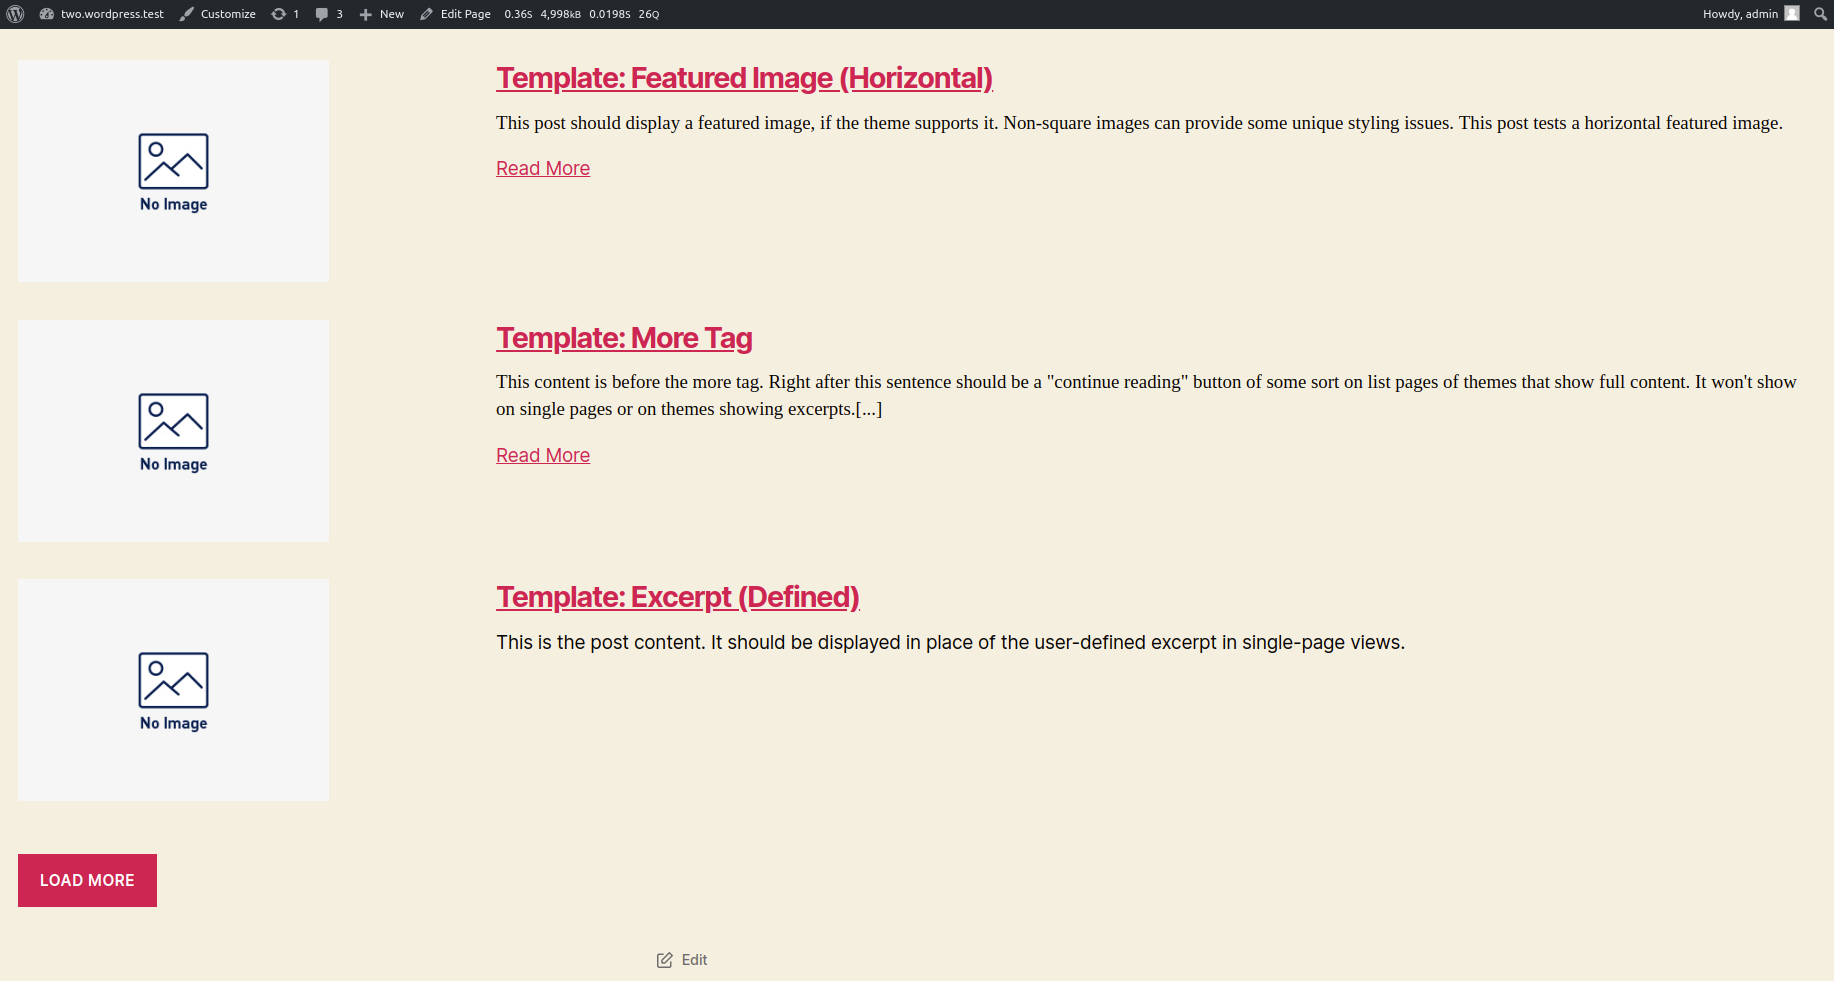 two.wordpress.test Customize 1 3 New Edit Page 0.36S 4,998KB 0.0198S 26Q Howdy, admin
No Image
Template: Featured Image (Horizontal)
This post should display a featured image, if the theme supports it. Non-square images can provide some unique styling issues. This post tests a horizontal featured image.
Read More
No Image
Template: More Tag
This content is before the more tag. Right after this sentence should be a "continue reading" button of some sort on list pages of themes that show full content. It won't show
on single pages or on themes showing excerpts.[...]
Read More
No Image
Template: Excerpt (Defined)
This is the post content. It should be displayed in place of the user-defined excerpt in single-page views.
LOAD MORE
Edit